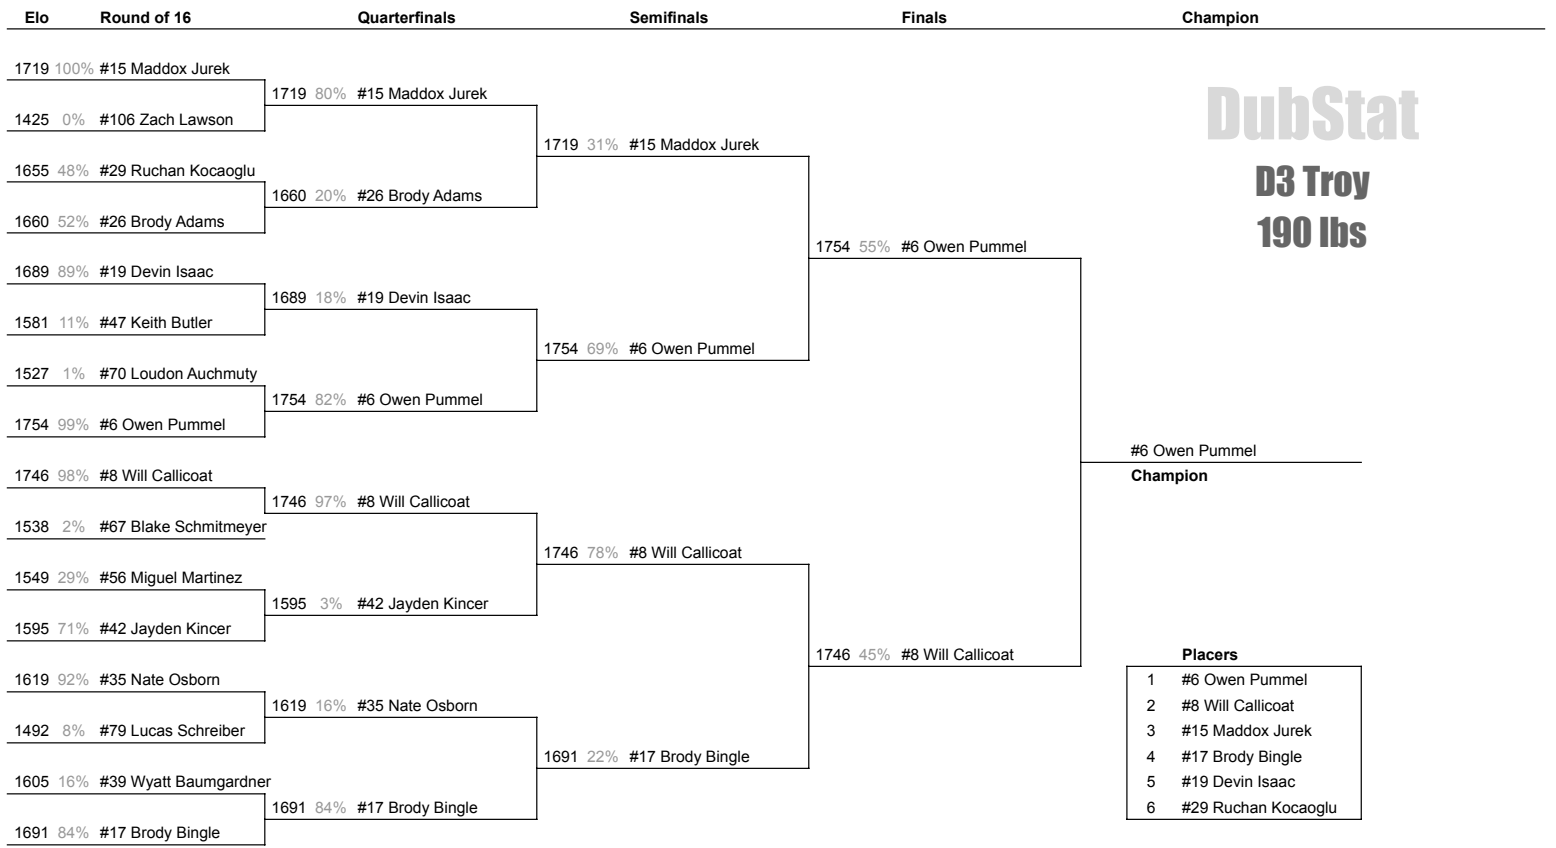 Elo Round of 16 Quarterfinals Semifinals Finals Champion
1719 100% #15 Maddox Jurek
1719 80% #15 Maddox Jurek
1425 0% #106 Zach Lawson
DubStat
1719 31% #15 Maddox Jurek
1655 48% #29 Ruchan Kocaoglu
D3 Troy
1660 20% #26 Brody Adams
1660 52% #26 Brody Adams
190 lbs
1754 55% #6 Owen Pummel
1689 89% #19 Devin Isaac
1689 18% #19 Devin Isaac
1581 11% #47 Keith Butler
1754 69% #6 Owen Pummel
1527 1% #70 Loudon Auchmuty
1754 82% #6 Owen Pummel
1754 99% #6 Owen Pummel
#6 Owen Pummel
Champion
1746 98% #8 Will Callicoat
1746 97% #8 Will Callicoat
1538 2% #67 Blake Schmitmeyer
1746 78% #8 Will Callicoat
1549 29% #56 Miguel Martinez
1595 3% #42 Jayden Kincer
1595 71% #42 Jayden Kincer
1746 45% #8 Will Callicoat
Placers
1619 92% #35 Nate Osborn
1 #6 Owen Pummel
1619 16% #35 Nate Osborn
2 #8 Will Callicoat
1492 8% #79 Lucas Schreiber
3 #15 Maddox Jurek
1691 22% #17 Brody Bingle
4 #17 Brody Bingle
1605 16% #39 Wyatt Baumgardner
5 #19 Devin Isaac
1691 84% #17 Brody Bingle
6 #29 Ruchan Kocaoglu
1691 84% #17 Brody Bingle